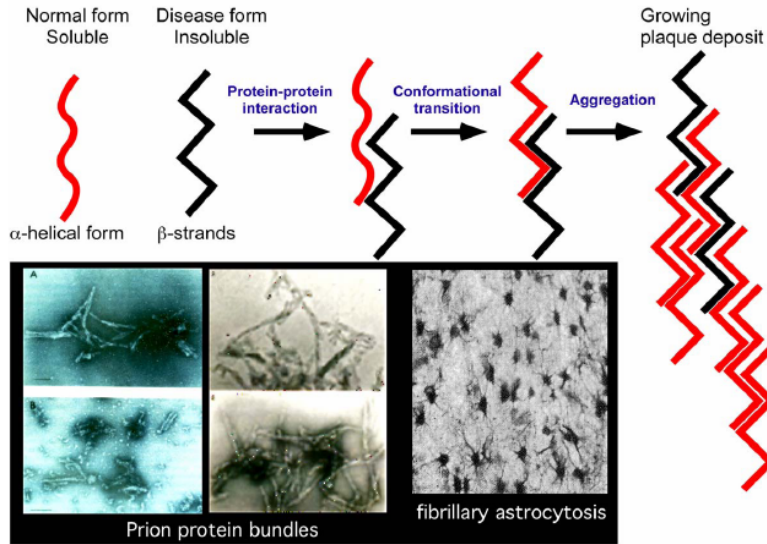 Normal form
Soluble
Disease form
Insoluble
Protein-protein
interaction
Conformational
transition
Aggregation
Growing
plaque deposit
α-helical form
β-strands
A
B
Prion protein bundles
fibrillary astrocytosis